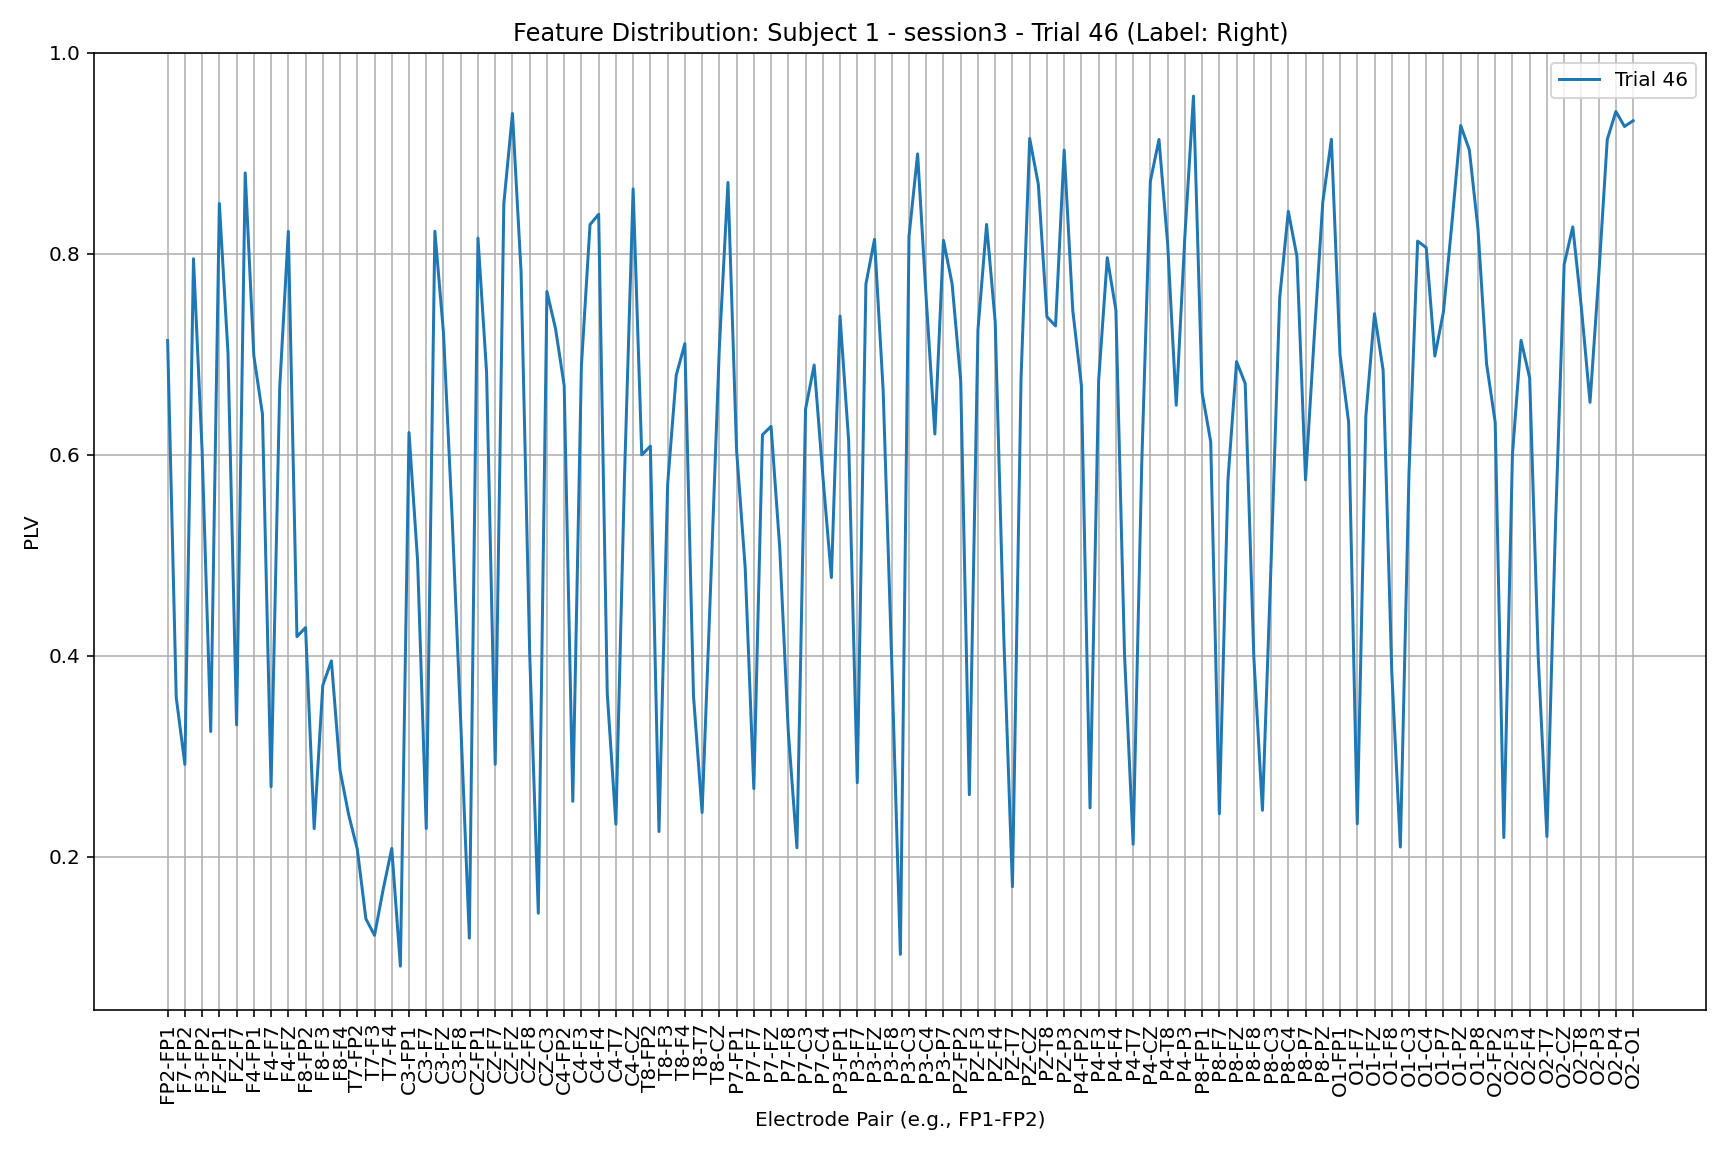 Feature Distribution: Subject 1 - session3 - Trial 46 (Label: Right)
Trial 46
1.0
0.8
0.6
0.4
0.2
PLV
FP2-FP1
F7-FP2
F3-FP2
FZ-FP1
FZ-F7
F4-FP1
F4-F7
F4-FZ
F8-FP2
F8-F3
F8-F4
T7-FP2
T7-F3
T7-F4
C3-FP1
C3-F7
C3-FZ
C3-F8
CZ-FP1
CZ-F7
CZ-FZ
CZ-F8
CZ-C3
C4-FP2
C4-F3
C4-F4
C4-T7
C4-CZ
T8-FP2
T8-F3
T8-F4
T8-T7
T8-CZ
P7-FP1
P7-F7
P7-FZ
P7-F8
P7-C3
P7-C4
P3-FP1
P3-F7
P3-FZ
P3-F8
P3-C3
P3-C4
P3-P7
PZ-FP2
PZ-F3
PZ-F4
PZ-T7
PZ-CZ
PZ-T8
PZ-P3
P4-FP2
P4-F3
P4-F4
P4-T7
P4-CZ
P4-T8
P4-P3
P8-FP1
P8-F7
P8-FZ
P8-F8
P8-C3
P8-C4
P8-P7
P8-PZ
O1-FP1
O1-F7
O1-FZ
O1-F8
O1-C3
O1-C4
O1-P7
O1-PZ
O1-P8
O2-FP2
O2-F3
O2-F4
O2-T7
O2-CZ
O2-T8
O2-P3
O2-P4
O2-O1
Electrode Pair (e.g., FP1-FP2)